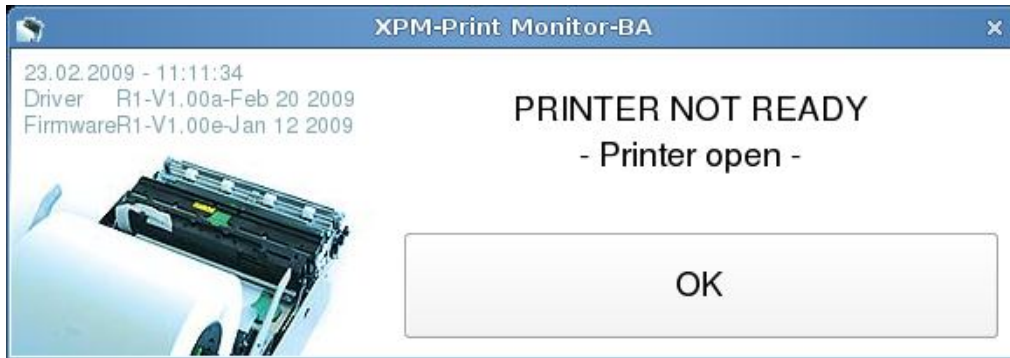 XPM-Print Monitor-BA
23.02.2009 - 11:11:34
Driver R1-V1.00a-Feb 20 2009
FirmwareR1-V1.00e-Jan 12 2009
PRINTER NOT READY
- Printer open -
OK